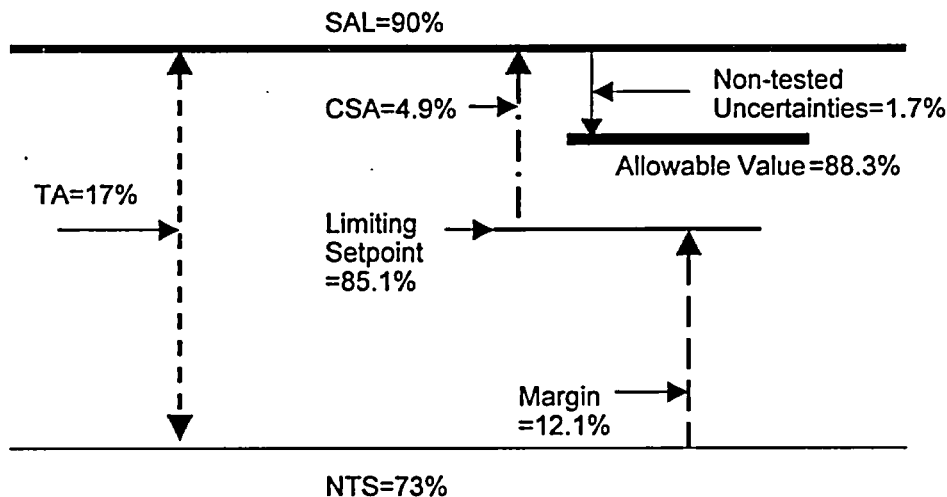 SAL=90%
Non-tested
Uncertainties=1.7%
CSA=4.9%
Allowable Value=88.3%
TA=17%
Limiting
Setpoint
=85.1%
Margin
=12.1%
NTS=73%